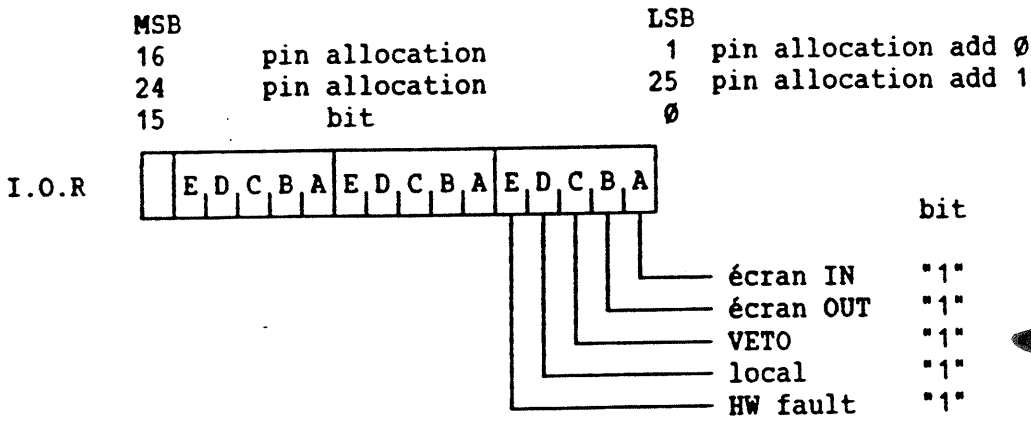 MSB LSB
16 pin allocation 1 pin allocation add Ø
24 pin allocation 25 pin allocation add 1
15 bit Ø
I.O.R E D C B A E D C B A E D C B A
bit
écran IN "1"
écran OUT "1"
VETO "1"
local "1"
HW fault "1"